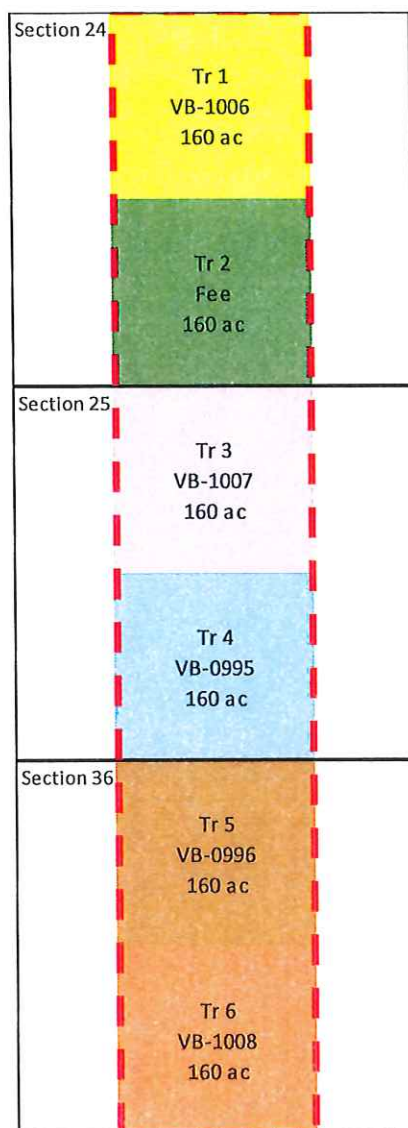 Section 24
Tr 1
VB-1006
160 ac
Tr 2
Fee
160 ac
Section 25
Tr 3
VB-1007
160 ac
Tr 4
VB-0995
160 ac
Section 36
Tr 5
VB-0996
160 ac
Tr 6
VB-1008
160 ac